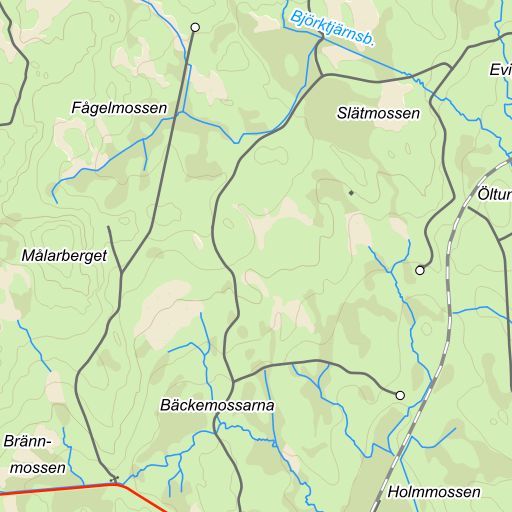 Björktjärnsb.
Evi
Fågelmossen
Slätmossen
Öltur
Målarberget
Bäckemossarna
Bränn-
mossen
Holmmossen